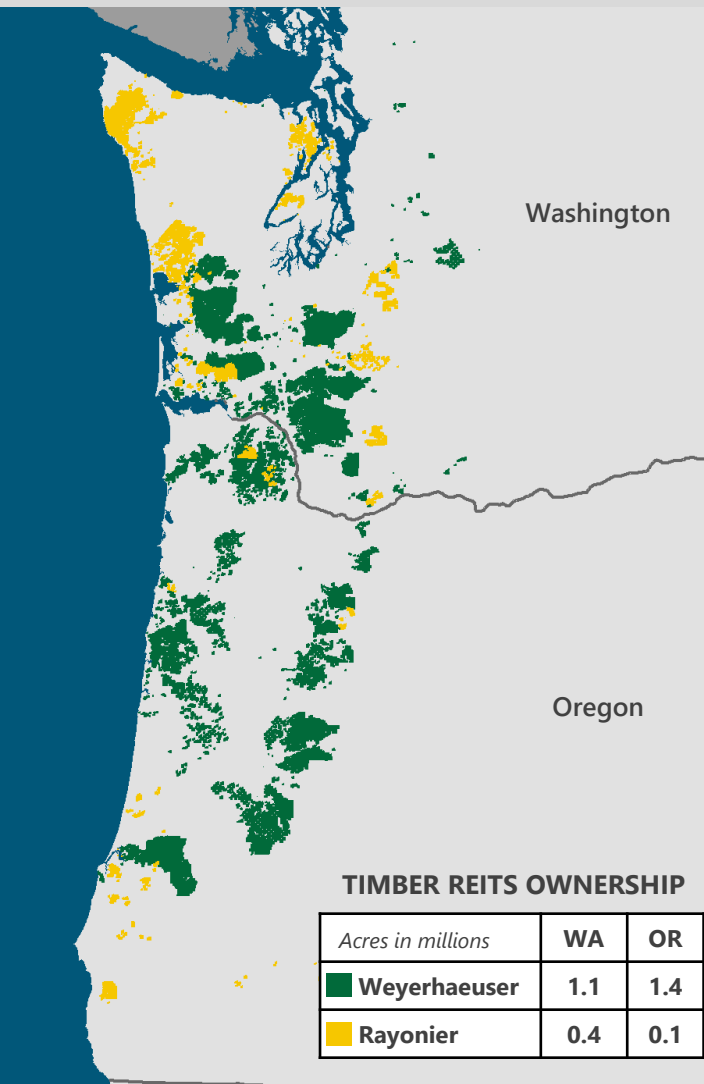 Washington
Oregon
TIMBER REITS OWNERSHIP
Acres in millions WA OR
Weyerhaeuser 1.1 1.4
Rayonier 0.4 0.1